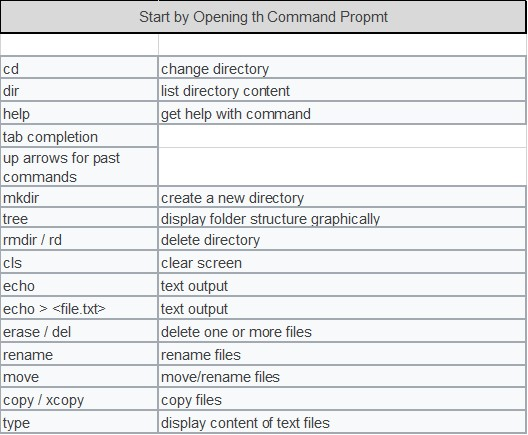 Start by Opening th Command Propmt
cd change directory
dir list directory content
help get help with command
tab completion
up arrows for past
commands
mkdir create a new directory
tree display folder structure graphically
rmdir / rd delete directory
cls clear screen
echo text output
echo > <file.txt> text output
erase / del delete one or more files
rename rename files
move move/rename files
copy / xcopy copy files
type display content of text files